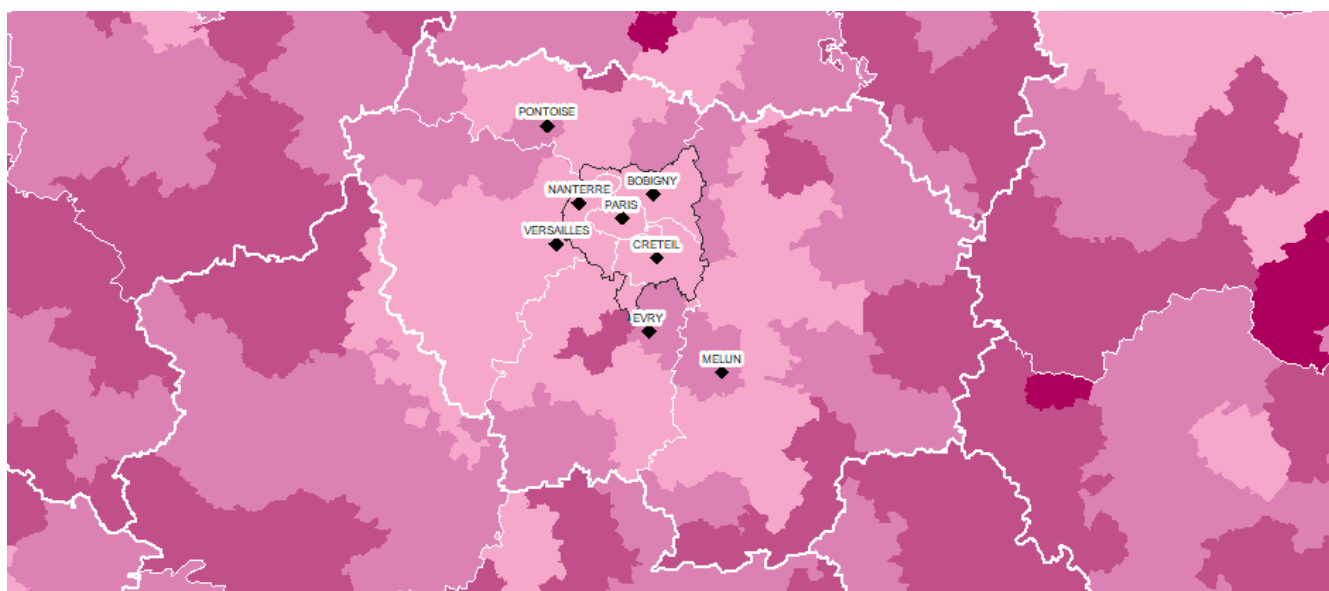 PONTOISE
BOBIGNY
NANTERRE
PARIS
VERSAILLES
CRETEIL
EVRY
MELUN